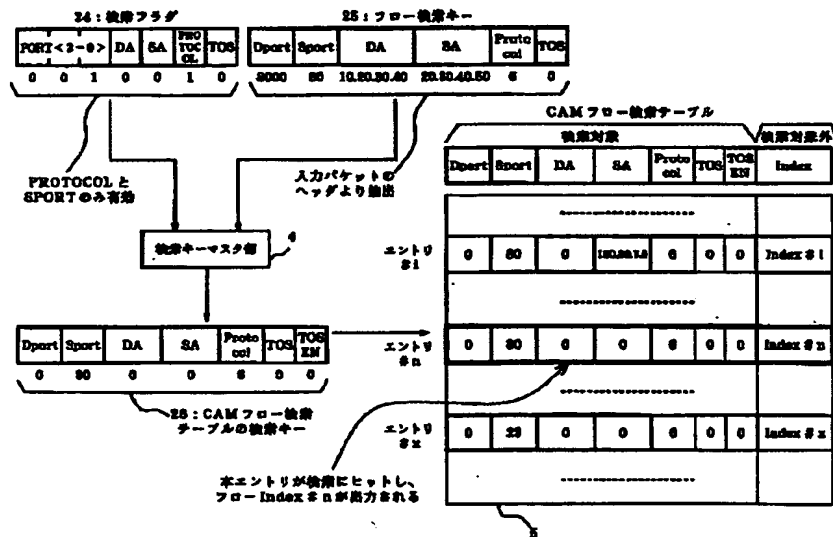 24：検索フラグ
25：フロー検索キー
PORT<2-0> DA SA PROTOCOL TOS
0 0 1 0 0 1 0
Dport Sport DA SA Protocol TOS
80 10.20.30.40 20.30.40.50 6 0
PROTOCOLと
SPORTのみ有効
入力パケットの
ヘッダより抽出
検索キーマスク部
Dport Sport DA SA Protocol TOS TOS EN
0 80 0 0 6 0 0
26：CAMフロー検索
テーブルの検索キー
CAMフロー検索テーブル
検索対象 検索対象外
Dport Sport DA SA Protocol TOS TOS EN Index
エントリ
#1
0 80 0 6 0 0 Index #1
エントリ
#n
0 80 0 0 6 0 0 Index #n
エントリ
#x
0 23 0 0 6 0 0 Index #x
本エントリが検索にヒットし、
フローIndex #nが出力される
5